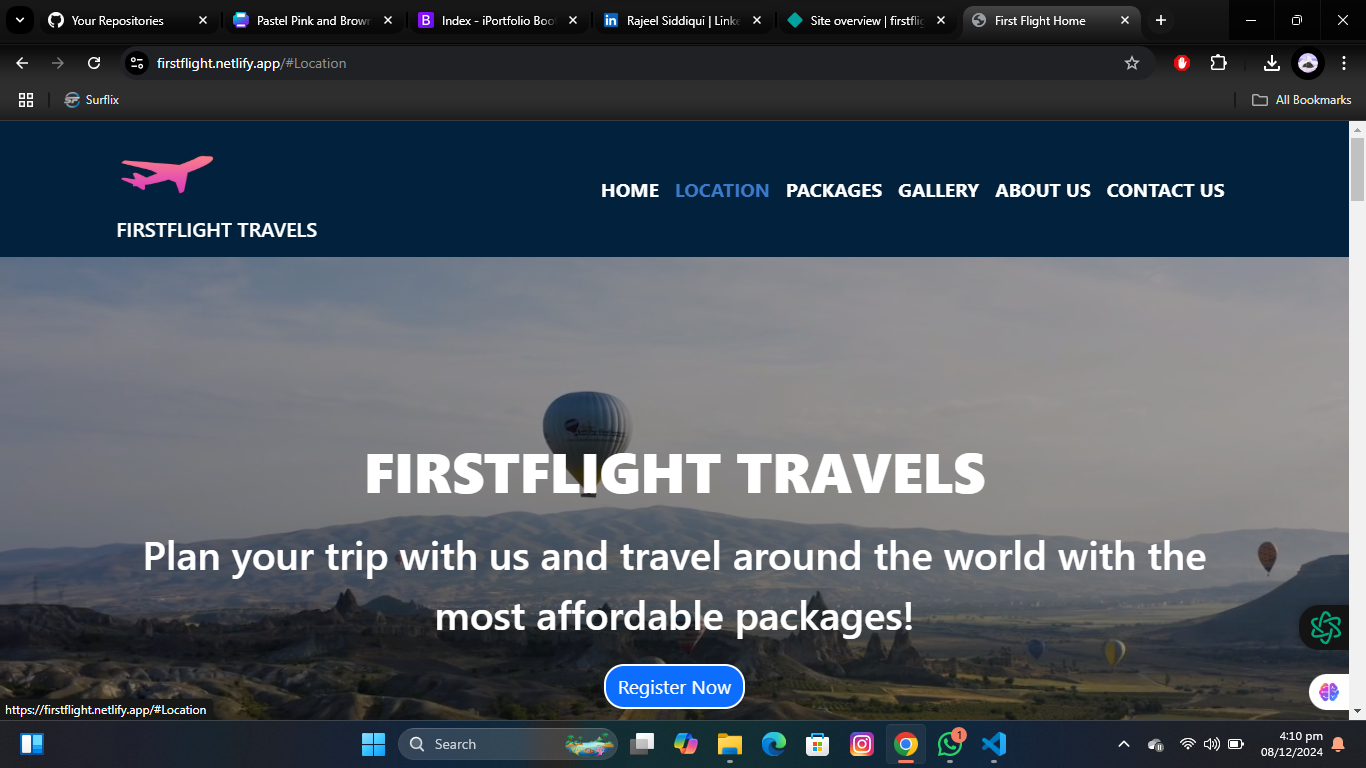 Your Repositories
Pastel Pink and Brown
Index - iPortfolio Boo
Rajeel Siddiqui | Link
Site overview | firstflig
First Flight Home
firstflight.netlify.app/#Location
Surflix
All Bookmarks
FIRSTFLIGHT TRAVELS
HOME LOCATION PACKAGES GALLERY ABOUT US CONTACT US
FIRSTFLIGHT TRAVELS
Plan your trip with us and travel around the world with the
most affordable packages!
Register Now
https://firstflight.netlify.app/#Location
Search
1
4:10 pm
08/12/2024